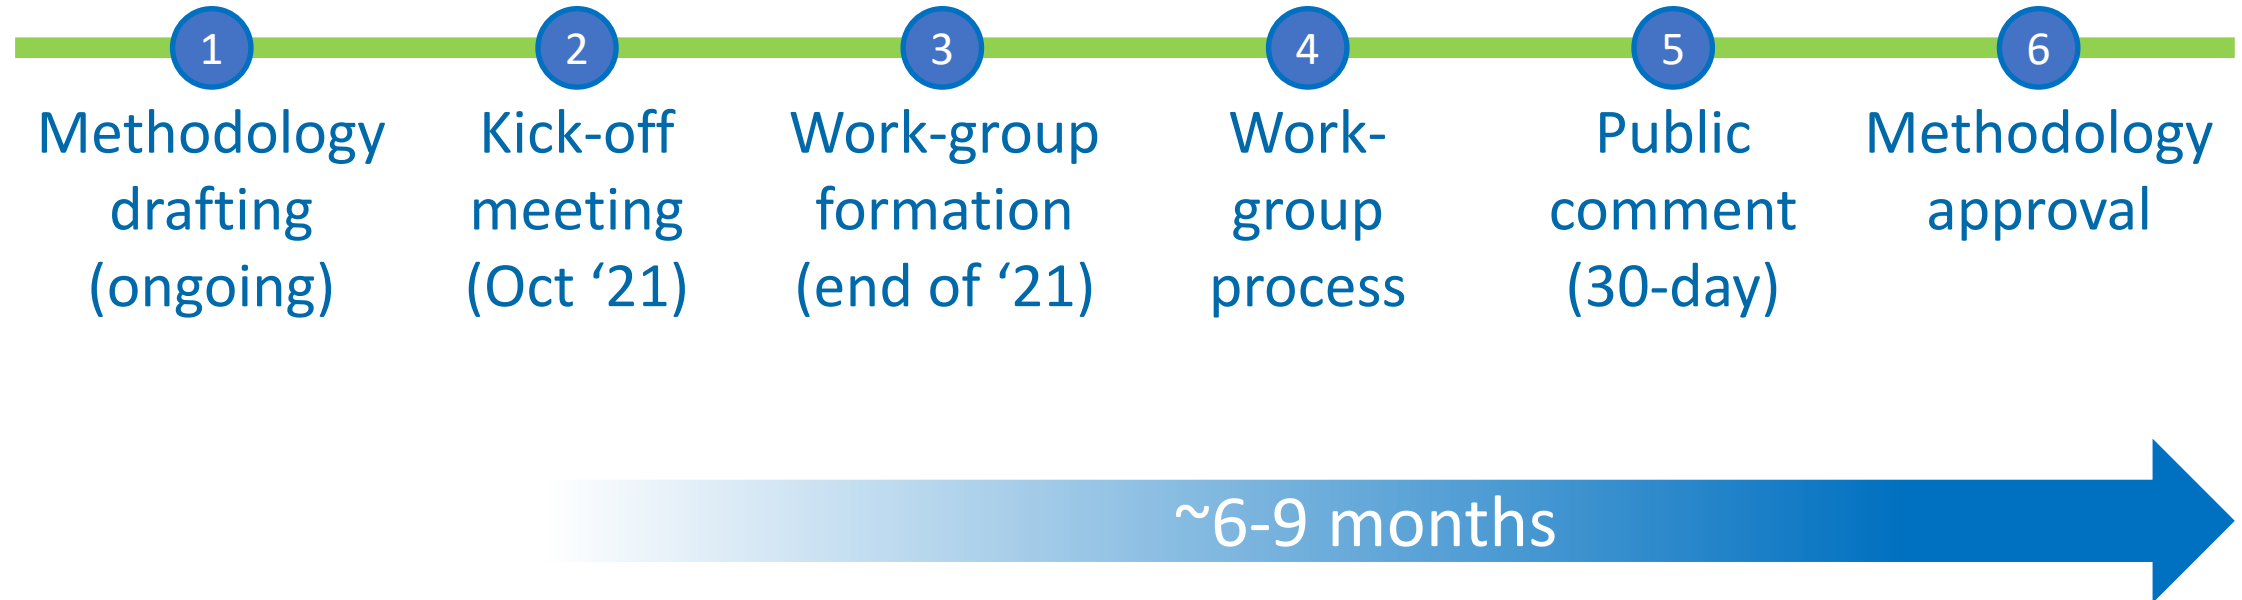 1
Methodology
drafting
(ongoing)
2
Kick-off
meeting
(Oct ‘21)
3
Work-group
formation
(end of ‘21)
4
Work-
group
process
5
Public
comment
(30-day)
6
Methodology
approval
~6-9 months